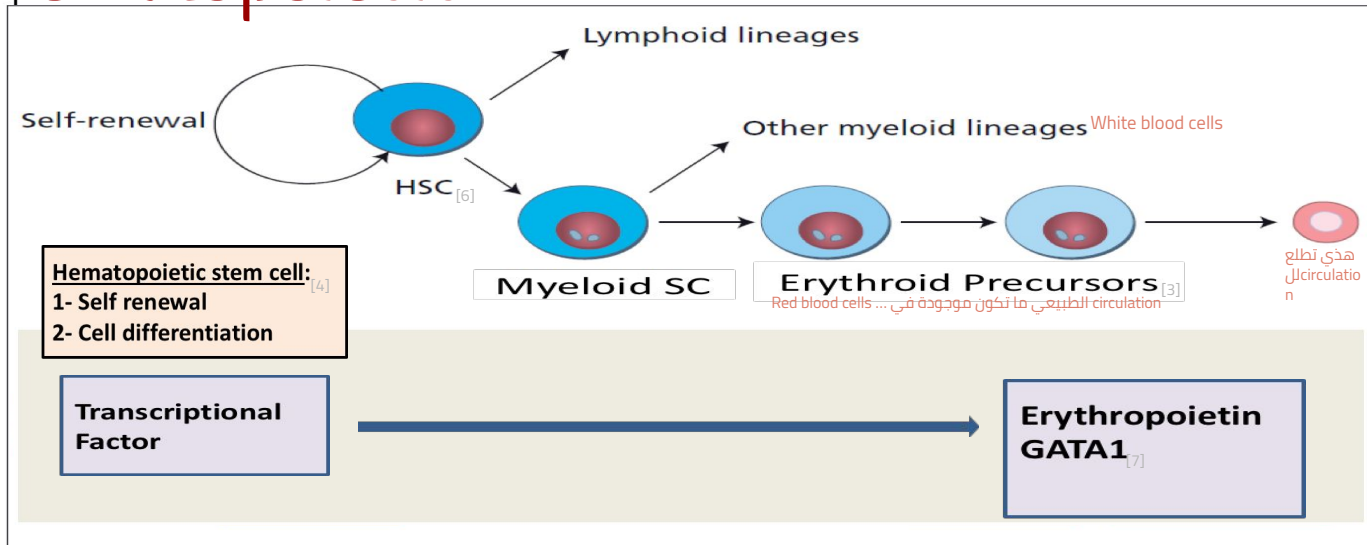 Lymphoid lineages
Self-renewal
Other myeloid lineages White blood cells
HSC [6]
هذي تطلع
للcirculatio
n
Hematopoietic stem cell: [4]
1- Self renewal
2- Cell differentiation
Myeloid SC
Erythroid Precursors [3]
Red blood cells ... الطبيعي ما تكون موجودة في circulation
Transcriptional
Factor
Erythropoietin
GATA1 [7]